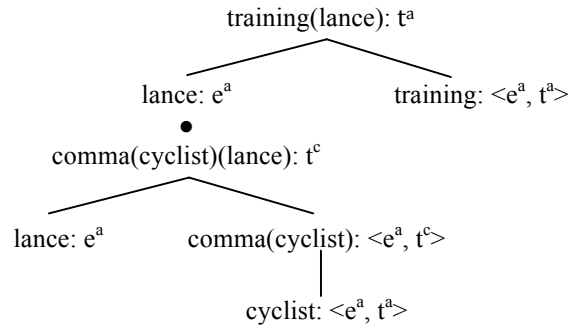 training(lance): tᵃ
lance: eᵃ training: <eᵃ, tᵃ>
●
comma(cyclist)(lance): tᶜ
lance: eᵃ comma(cyclist): <eᵃ, tᶜ>
cyclist: <eᵃ, tᵃ>